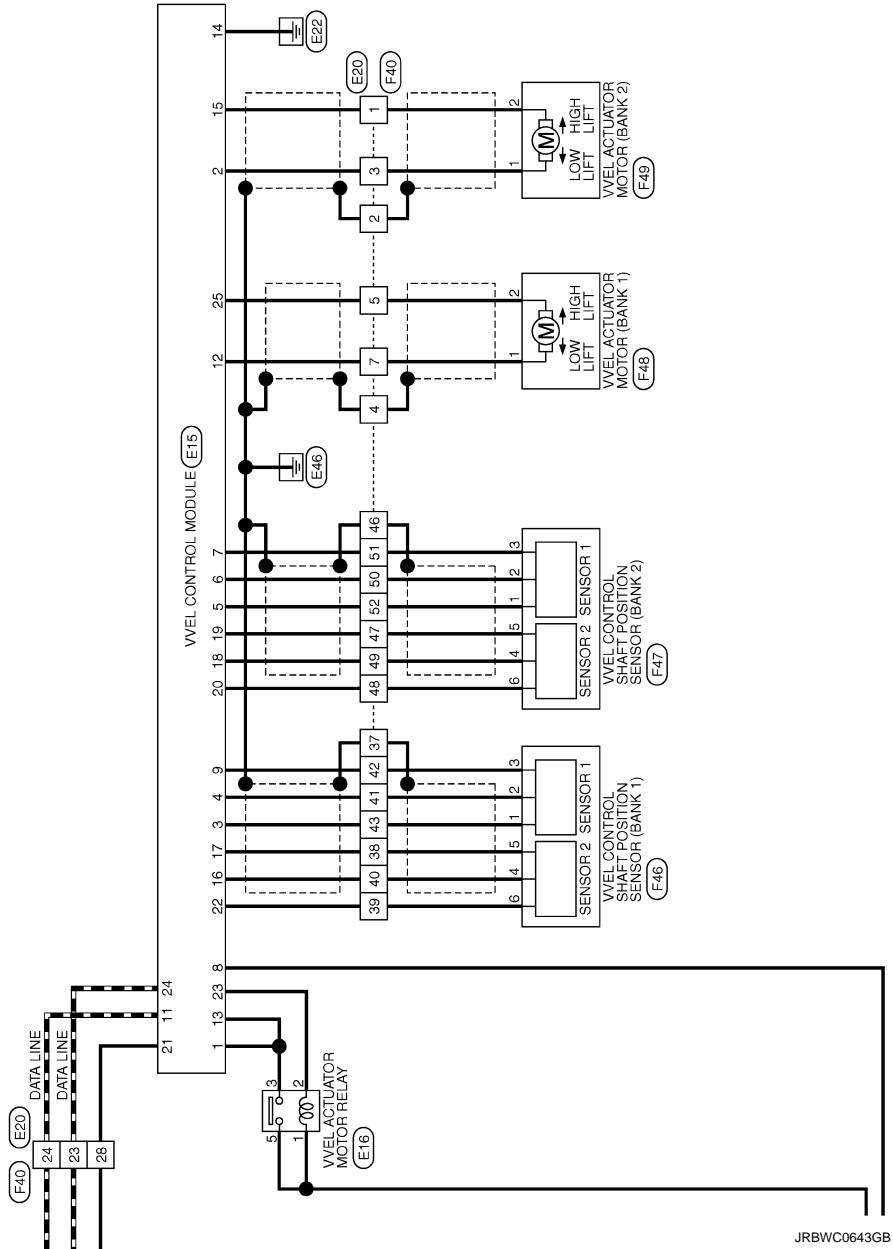 14
E22
E20
F40
15
1
2
HIGH
LIFT
M
LOW
LIFT
2
3
1
VVEL ACTUATOR
MOTOR (BANK 2)
F49
2
25
5
2
HIGH
LIFT
M
LOW
LIFT
12
7
1
VVEL ACTUATOR
MOTOR (BANK 1)
F48
4
VVEL CONTROL MODULE
E15
E46
46
7
51
3
6
50
2
5
52
1
SENSOR 1
19
47
5
18
49
4
20
48
6
SENSOR 2
VVEL CONTROL
SHAFT POSITION
SENSOR (BANK 2)
F47
37
9
42
3
4
41
2
3
43
1
SENSOR 1
17
38
5
16
40
4
22
39
6
SENSOR 2
VVEL CONTROL
SHAFT POSITION
SENSOR (BANK 1)
F46
8
24
23
11
13
21
1
DATA LINE
DATA LINE
E20
F40
24
23
28
3
2
5
1
VVEL ACTUATOR
MOTOR RELAY
E16
JRBWC0643GB